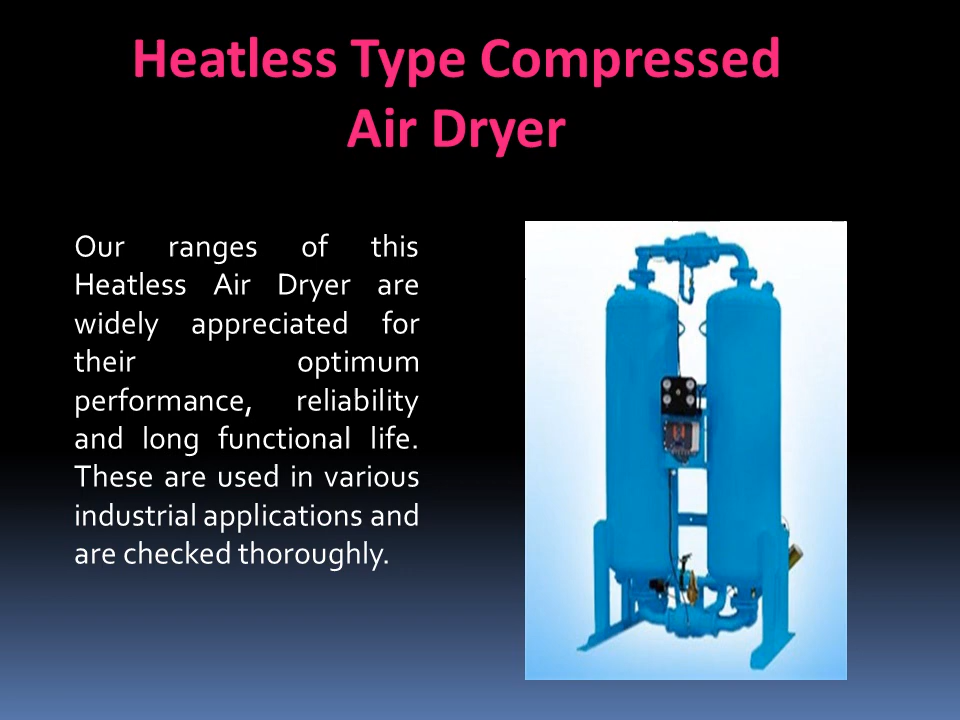 Heatless Type Compressed
Air Dryer
Our ranges of this
Heatless Air Dryer are
widely appreciated for
their optimum
performance, reliability
and long functional life.
These are used in various
industrial applications and
are checked thoroughly.